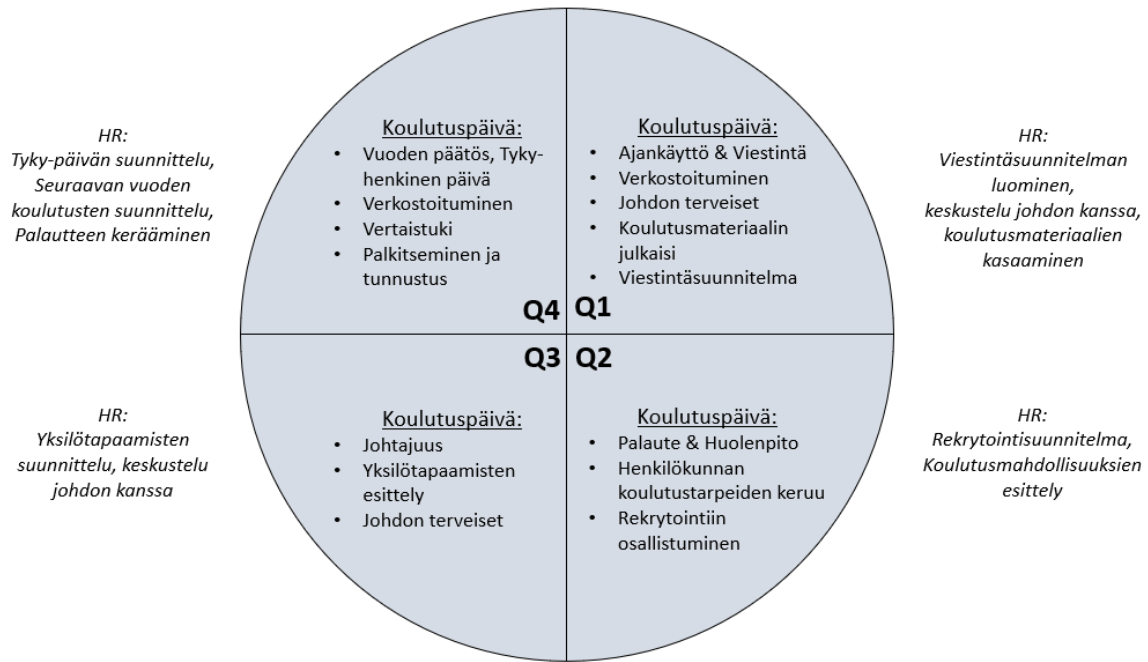 HR:
Tyky-päivän suunnittelu,
Seuraavan vuoden
koulutusten suunnittelu,
Palautteen kerääminen
Koulutuspäivä:
• Vuoden päätös, Tyky-
henkinen päivä
• Verkostoituminen
• Vertaistuki
• Palkitseminen ja
tunnustus
Q4
Koulutuspäivä:
• Ajankäyttö & Viestintä
• Verkostoituminen
• Johdon terveiset
• Koulutusmateriaalin
julkaisi
• Viestintäsuunnitelma
Q1
HR:
Viestintäsuunnitelman
luominen,
keskustelu johdon kanssa,
koulutusmateriaalien
kasaaminen
HR:
Yksilötapaamisten
suunnittelu, keskustelu
johdon kanssa
Q3
Koulutuspäivä:
• Johtajuus
• Yksilötapaamisten
esittely
• Johdon terveiset
Q2
Koulutuspäivä:
• Palaute & Huolenpito
• Henkilökunnan
koulutustarpeiden keruu
• Rekrytointiin
osallistuminen
HR:
Rekrytointisuunnitelma,
Koulutusmahdollisuuksien
esittely